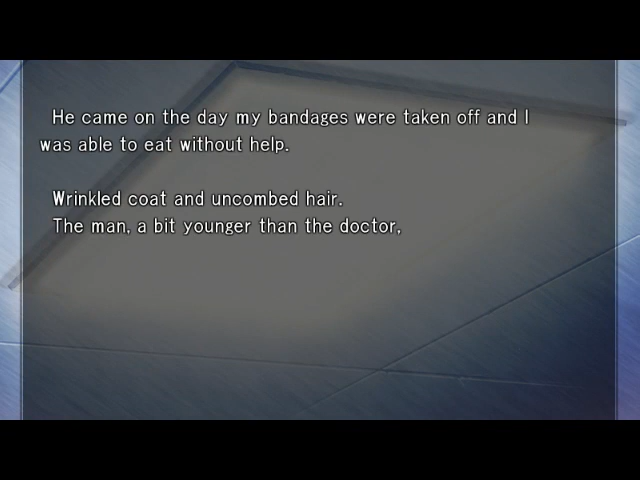 He came on the day my bandages were taken off and I
was able to eat without help.
Wrinkled coat and uncombed hair.
The man, a bit younger than the doctor,